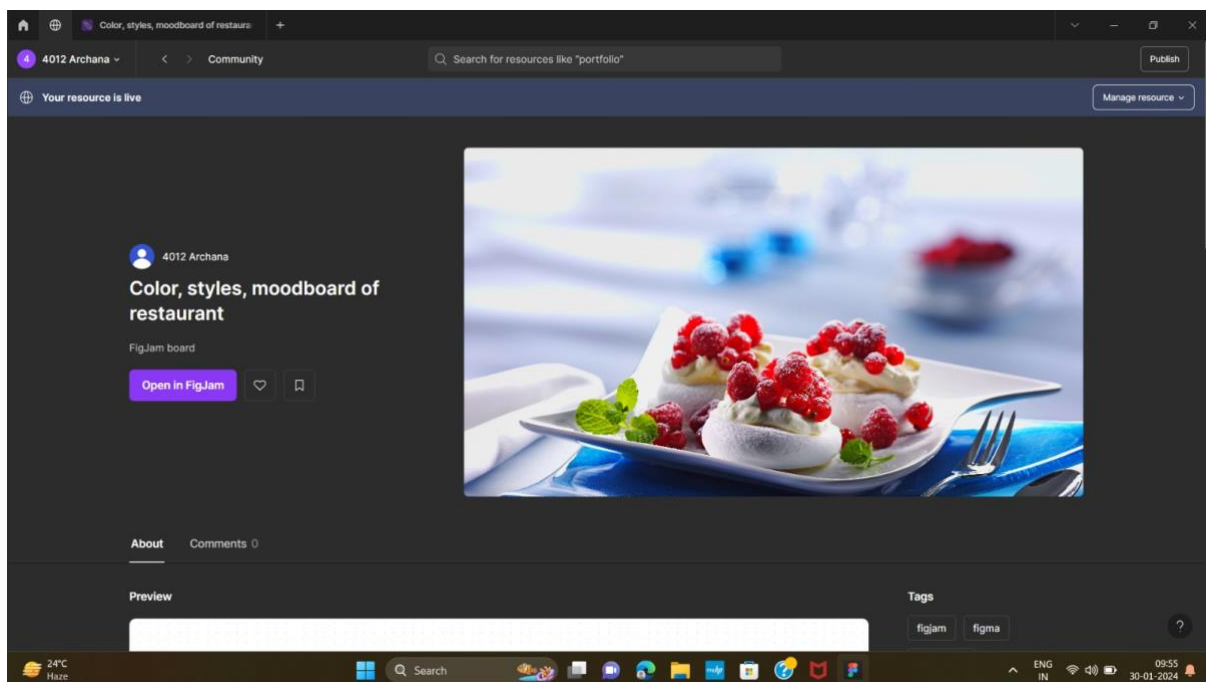 Color, styles, moodboard of restaura
4 4012 Archana
Community
Search for resources like "portfolio"
Publish
Your resource is live
Manage resource
4012 Archana
Color, styles, moodboard of
restaurant
FigJam board
Open in FigJam
About
Comments 0
Preview
Tags
figjam
figma
?
24°C
Haze
Search
ENG
IN
09:55
30-01-2024